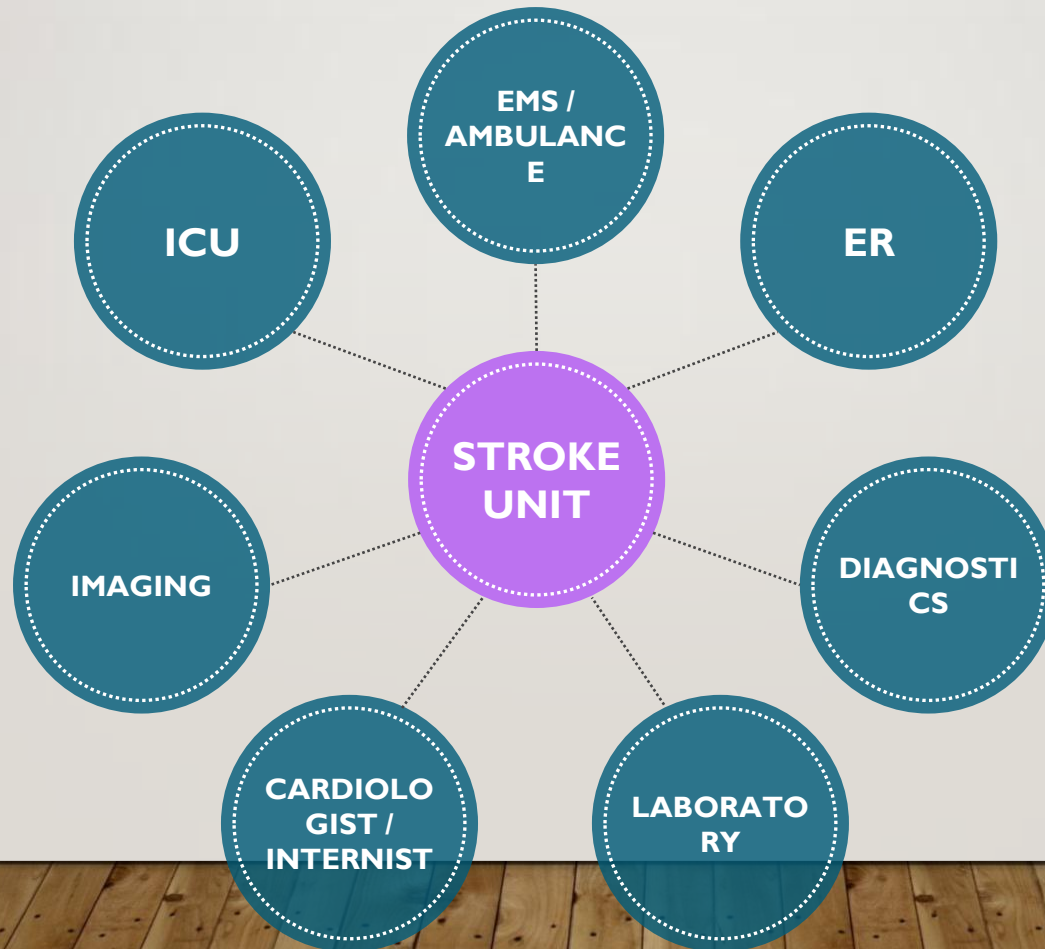 EMS /
AMBULANC
E
ICU
ER
STROKE
UNIT
IMAGING
DIAGNOSTI
CS
CARDIOLO
GIST /
INTERNIST
LABORATO
RY